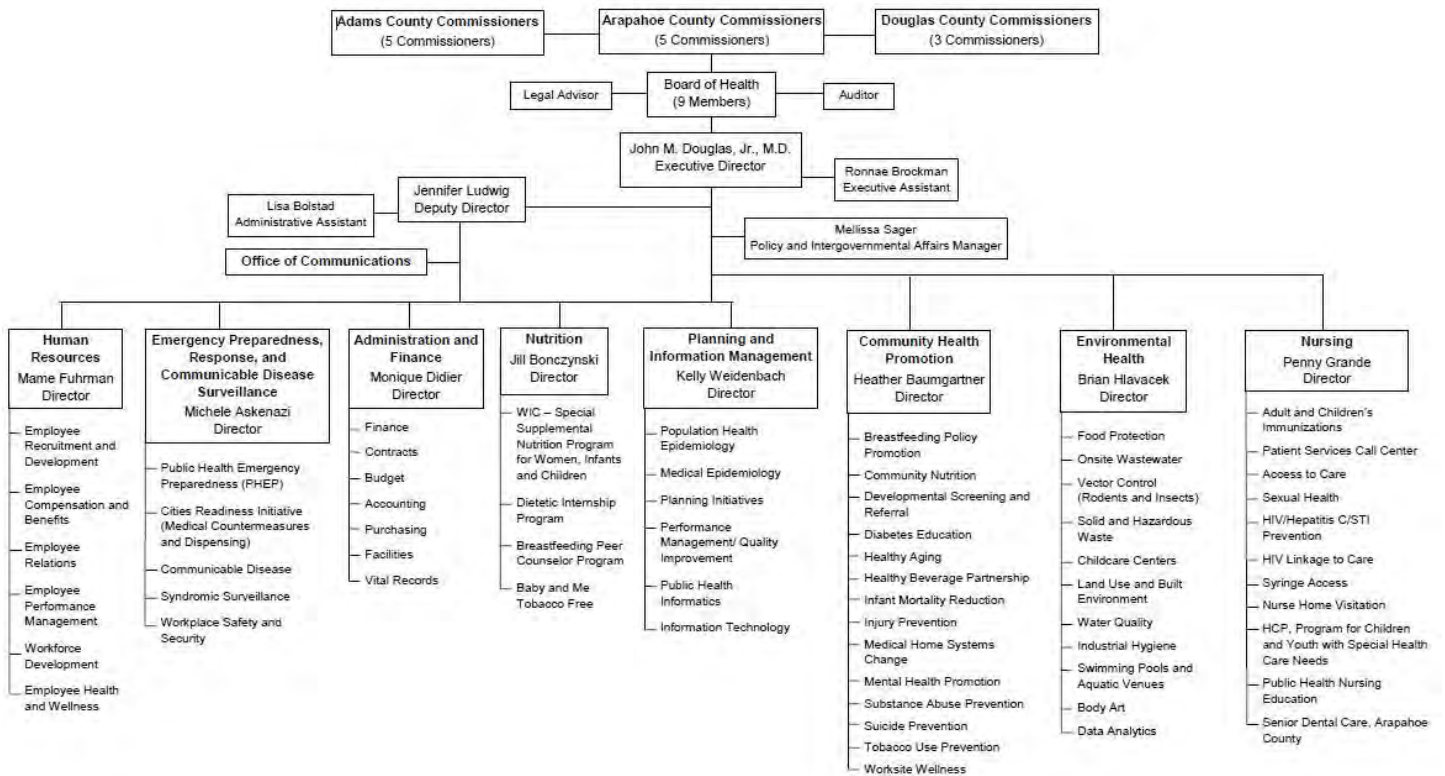 Adams County Commissioners
(5 Commissioners)
Arapahoe County Commissioners
(5 Commissioners)
Douglas County Commissioners
(3 Commissioners)
Legal Advisor
Board of Health
(9 Members)
Auditor
John M. Douglas, Jr., M.D.
Executive Director
Ronnae Brockman
Executive Assistant
Jennifer Ludwig
Deputy Director
Lisa Bolstad
Administrative Assistant
Mellissa Sager
Policy and Intergovernmental Affairs Manager
Office of Communications
Human
Resources
Mame Fuhrman
Director
Employee
Recruitment and
Development
Employee
Compensation and
Benefits
Employee
Relations
Employee
Performance
Management
Workforce
Development
Employee Health
and Wellness
Emergency Preparedness,
Response, and
Communicable Disease
Surveillance
Michele Askenazi
Director
Public Health Emergency
Preparedness (PHEP)
Cities Readiness Initiative
(Medical Countermeasures
and Dispensing)
Communicable Disease
Syndromic Surveillance
Workplace Safety and
Security
Administration and
Finance
Monique Didier
Director
Finance
Contracts
Budget
Accounting
Purchasing
Facilities
Vital Records
Nutrition
Jill Bonczynski
Director
WIC – Special
Supplemental
Nutrition Program
for Women, Infants
and Children
Dietetic Internship
Program
Breastfeeding Peer
Counselor Program
Baby and Me
Tobacco Free
Planning and
Information Management
Kelly Weidenbach
Director
Population Health
Epidemiology
Medical Epidemiology
Planning Initiatives
Performance
Management/ Quality
Improvement
Public Health
Informatics
Information Technology
Community Health
Promotion
Heather Baumgartner
Director
Breastfeeding Policy
Promotion
Community Nutrition
Developmental Screening and
Referral
Diabetes Education
Healthy Aging
Healthy Beverage Partnership
Infant Mortality Reduction
Injury Prevention
Medical Home Systems
Change
Mental Health Promotion
Substance Abuse Prevention
Suicide Prevention
Tobacco Use Prevention
Worksite Wellness
Environmental
Health
Brian Hlavacek
Director
Food Protection
Onsite Wastewater
Vector Control
(Rodents and Insects)
Solid and Hazardous
Waste
Childcare Centers
Land Use and Built
Environment
Water Quality
Industrial Hygiene
Swimming Pools and
Aquatic Venues
Body Art
Data Analytics
Nursing
Penny Grande
Director
Adult and Children's
Immunizations
Patient Services Call Center
Access to Care
Sexual Health
HIV/Hepatitis C/STI
Prevention
HIV Linkage to Care
Syringe Access
Nurse Home Visitation
HCP, Program for Children
and Youth with Special Health
Care Needs
Public Health Nursing
Education
Senior Dental Care, Arapahoe
County